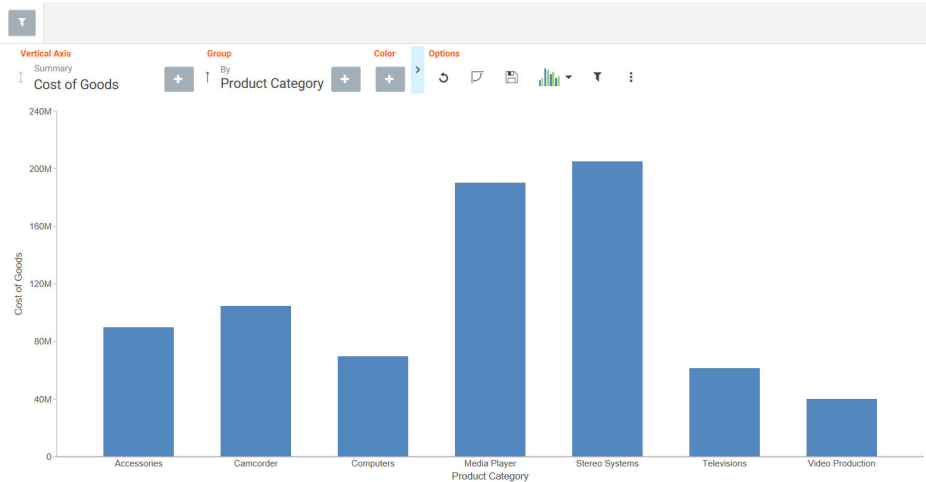 Vertical Axis
Group
Color
Options
Summary
Cost of Goods
By
Product Category
240M
200M
160M
120M
80M
40M
0
Cost of Goods
Accessories
Camcorder
Computers
Media Player
Stereo Systems
Televisions
Video Production
Product Category